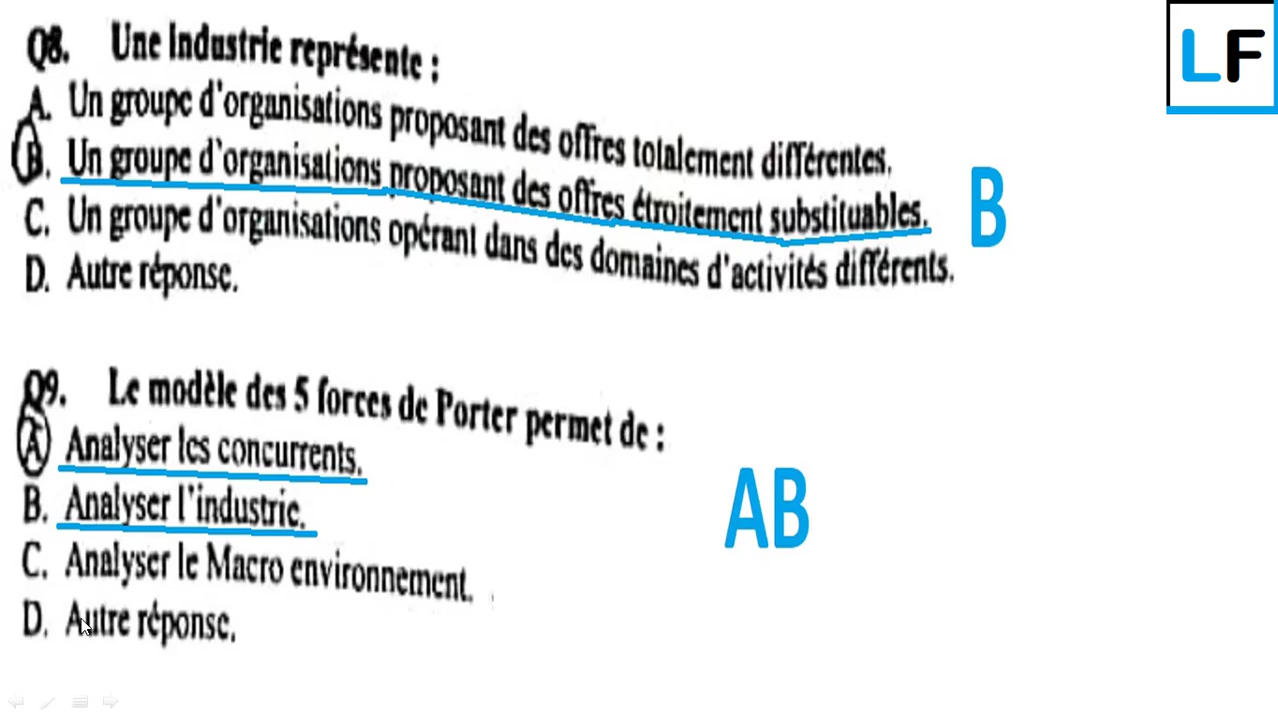 LF
Q8. Une Industrie représente :
A. Un groupe d'organisations proposant des offres totalement différentes.
B. Un groupe d'organisations proposant des offres étroitement substituables.
B
C. Un groupe d'organisations opérant dans des domaines d'activités différents.
D. Autre réponse.
Q9. Le modèle des 5 forces de Porter permet de :
A. Analyser les concurrents.
B. Analyser l'industrie.
AB
C. Analyser le Macro environnement.
D. Autre réponse.